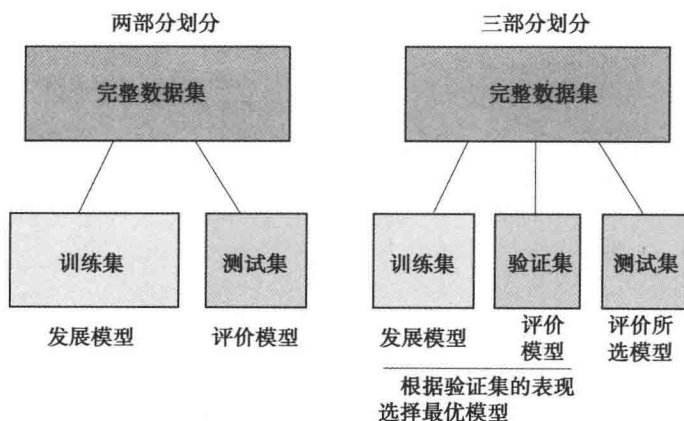 两部分划分
完整数据集
训练集
测试集
发展模型
评价模型
三部分划分
完整数据集
训练集
验证集
测试集
发展模型
评价
模型
评价所
选模型
根据验证集的表现
选择最优模型